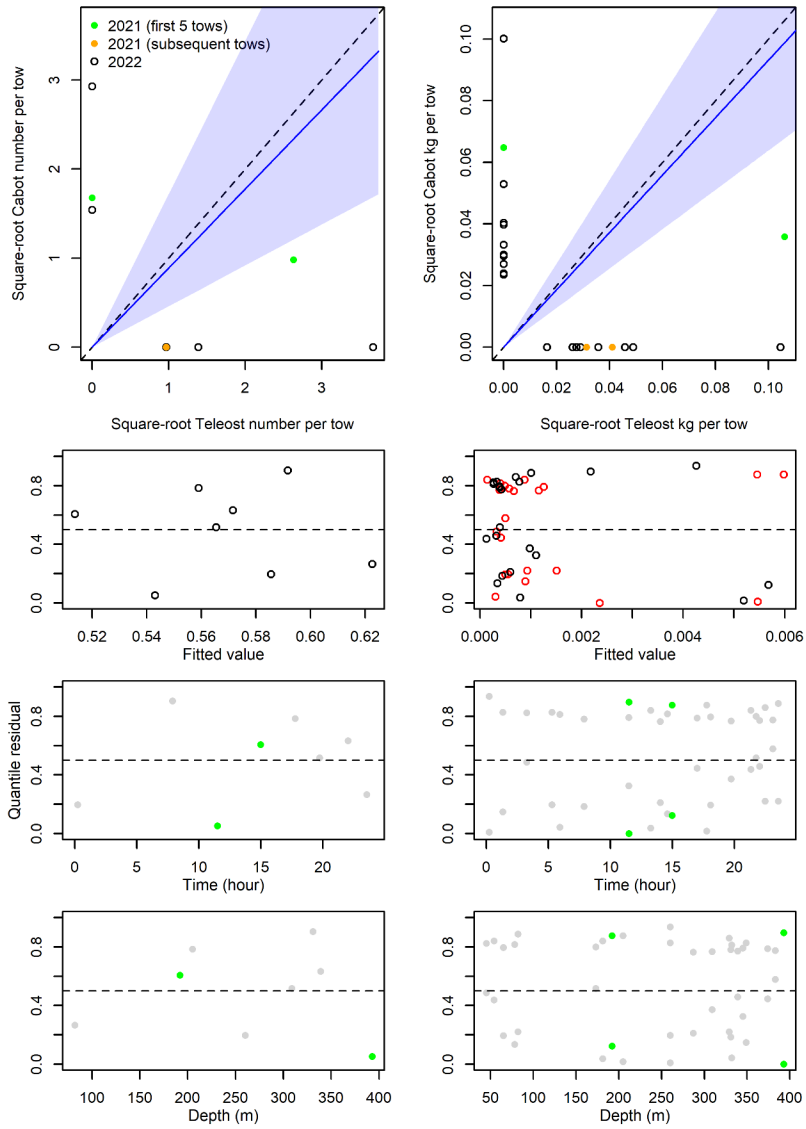 2021 (first 5 tows)
2021 (subsequent tows)
2022
Square-root Cabot number per tow
0 1 2 3
0 1 2 3
Square-root Teleost number per tow
Square-root Cabot kg per tow
0.00 0.02 0.04 0.06 0.08 0.10
0.00 0.02 0.04 0.06 0.08 0.10
Square-root Teleost kg per tow
0.0 0.4 0.8
0.52 0.54 0.56 0.58 0.60 0.62
Fitted value
0.0 0.4 0.8
0.000 0.002 0.004 0.006
Fitted value
Quantile residual
0.0 0.4 0.8
0 5 10 15 20
Time (hour)
0.0 0.4 0.8
0 5 10 15 20
Time (hour)
0.0 0.4 0.8
100 150 200 250 300 350 400
Depth (m)
0.0 0.4 0.8
50 100 150 200 250 300 350 400
Depth (m)